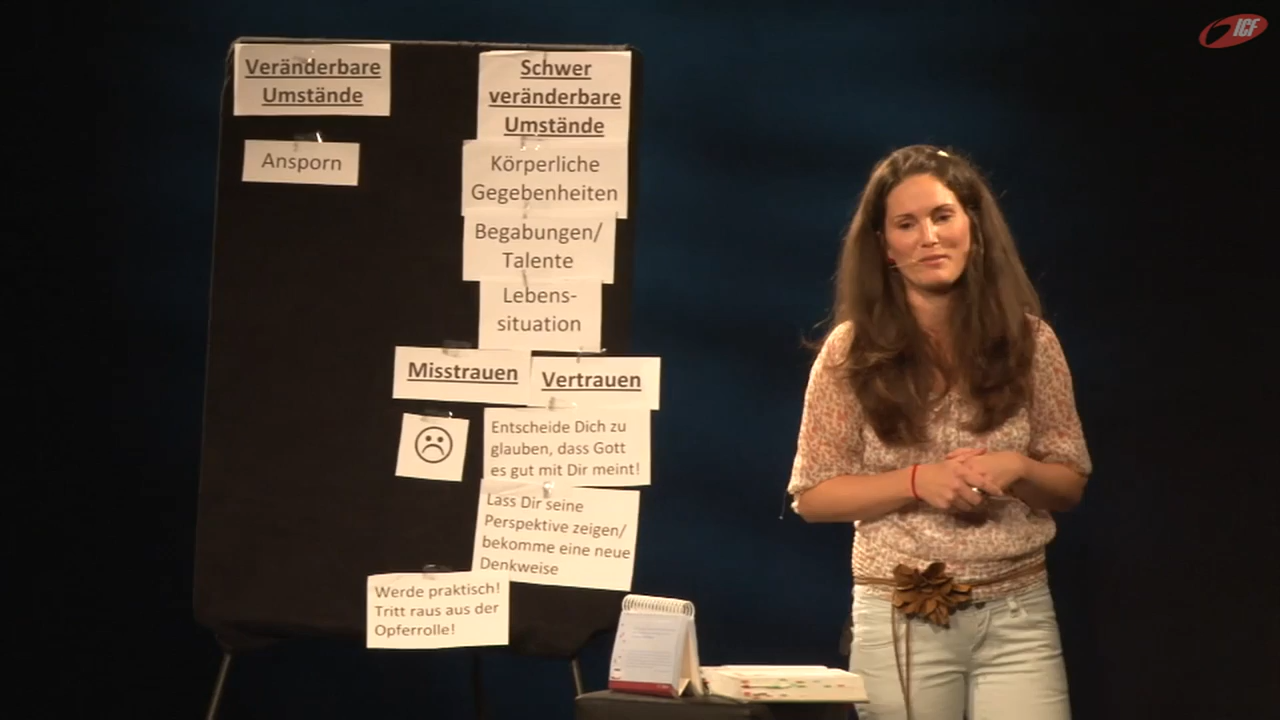 Veränderbare
Umstände
Ansporn
Schwer
veränderbare
Umstände
Körperliche
Gegebenheiten
Begabungen/
Talente
Lebens-
situation
Misstrauen
Vertrauen
Entscheide Dich zu
glauben, dass Gott
es gut mit Dir meint!
Lass Dir seine
Perspektive zeigen/
bekomme eine neue
Denkweise
Werde praktisch!
Tritt raus aus der
Opferrolle!
ICF